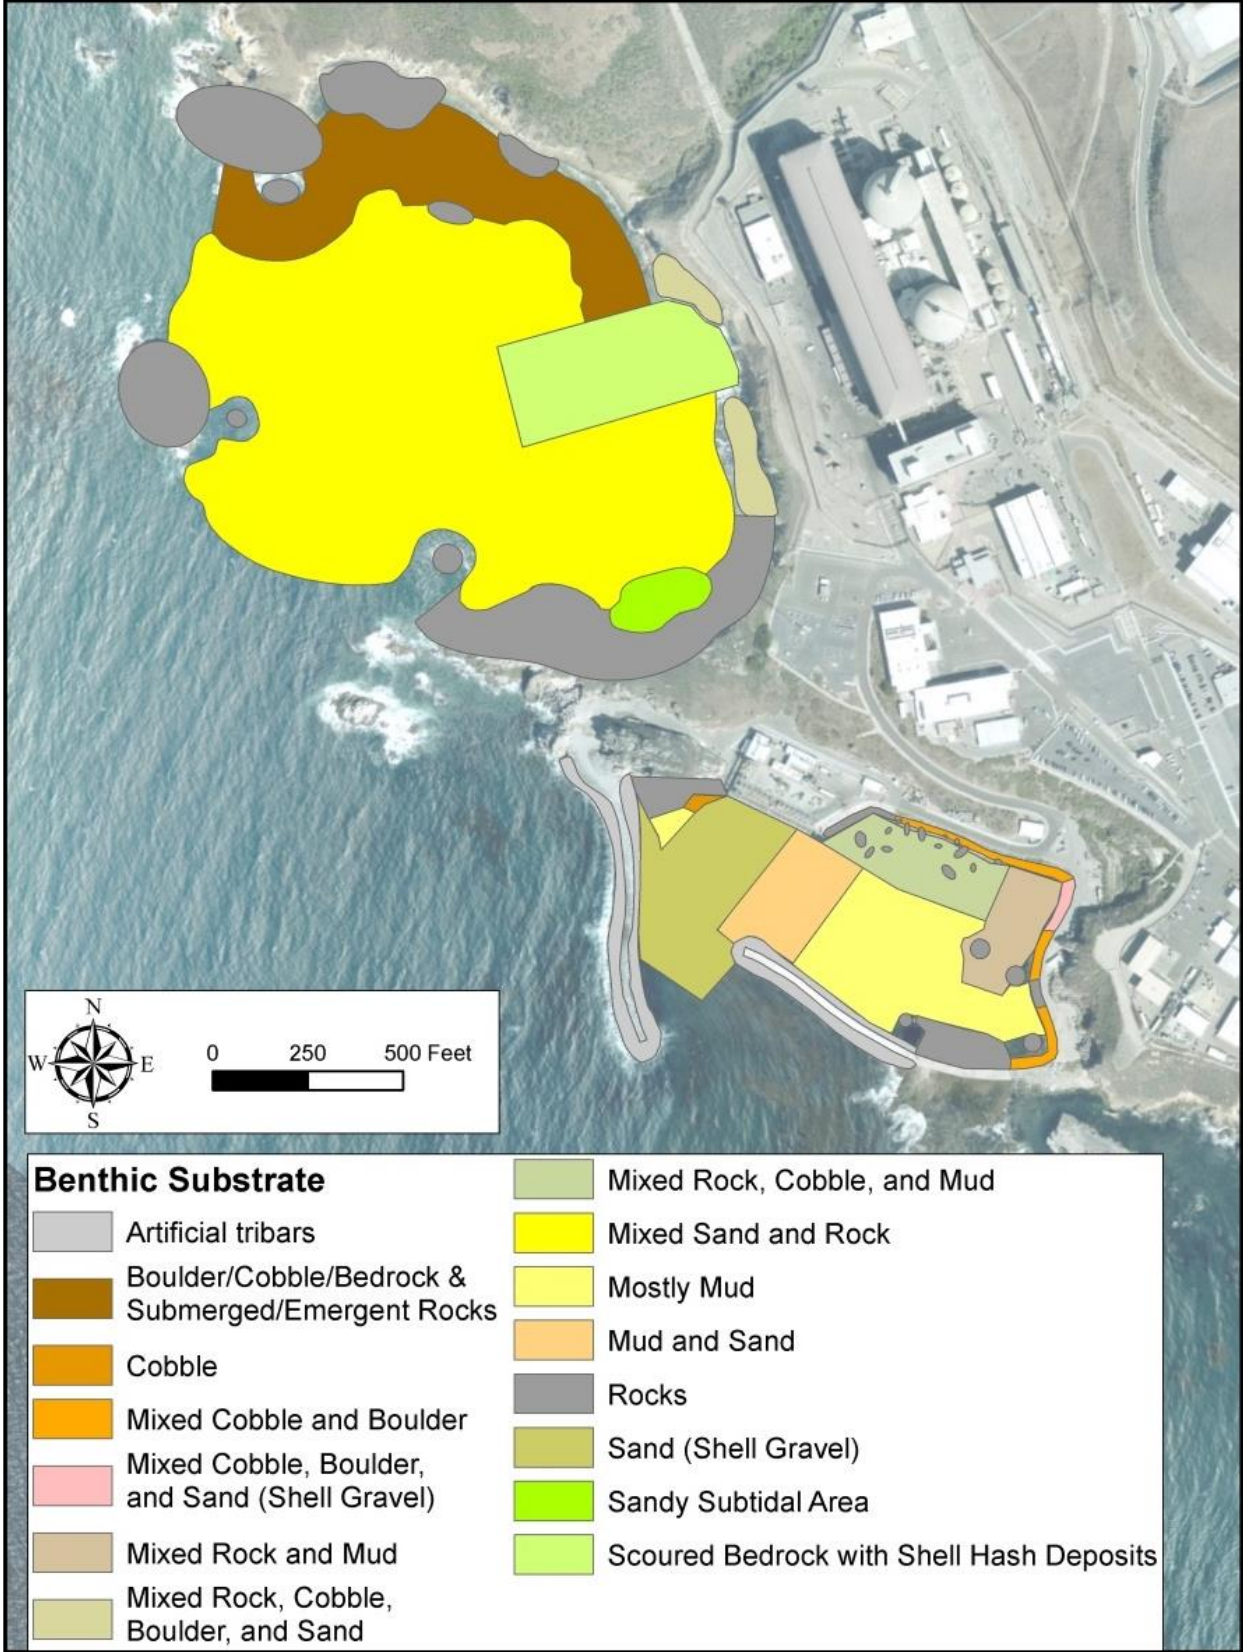 N
W E
S
0 250 500 Feet
Benthic Substrate
Artificial tribars
Boulder/Cobble/Bedrock &
Submerged/Emergent Rocks
Cobble
Mixed Cobble and Boulder
Mixed Cobble, Boulder,
and Sand (Shell Gravel)
Mixed Rock and Mud
Mixed Rock, Cobble,
Boulder, and Sand
Mixed Rock, Cobble, and Mud
Mixed Sand and Rock
Mostly Mud
Mud and Sand
Rocks
Sand (Shell Gravel)
Sandy Subtidal Area
Scoured Bedrock with Shell Hash Deposits